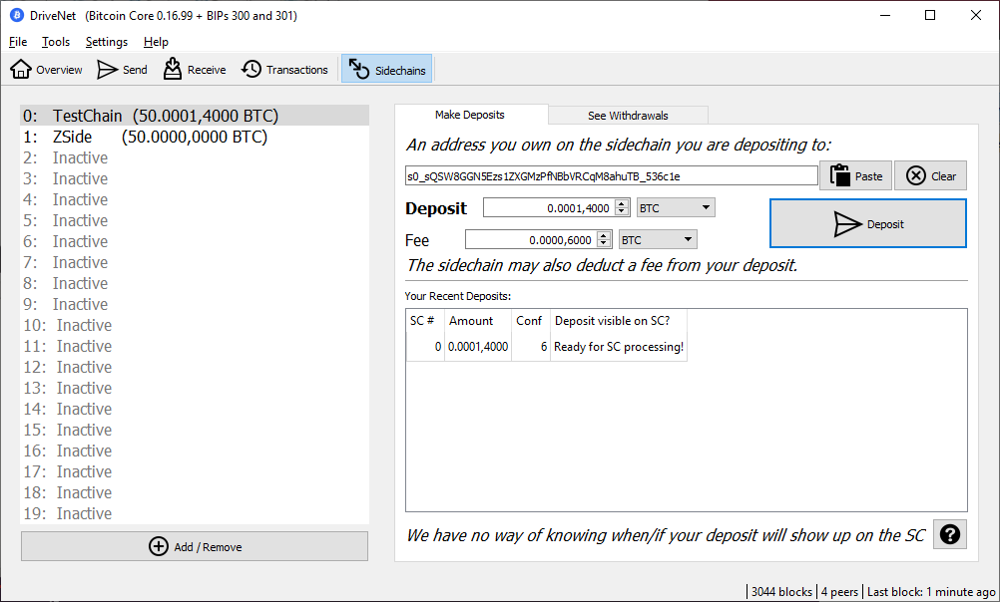 DriveNet (Bitcoin Core 0.16.99 + BIPs 300 and 301)
File Tools Settings Help
Overview Send Receive Transactions Sidechains
0: TestChain (50.0001,4000 BTC)
1: ZSide (50.0000,0000 BTC)
2: Inactive
3: Inactive
4: Inactive
5: Inactive
6: Inactive
7: Inactive
8: Inactive
9: Inactive
10: Inactive
11: Inactive
12: Inactive
13: Inactive
14: Inactive
15: Inactive
16: Inactive
17: Inactive
18: Inactive
19: Inactive
Add / Remove
Make Deposits See Withdrawals
An address you own on the sidechain you are depositing to:
s0_sQSW8GGN5Ezs1ZXGMzPfNBbVRCqM8ahuTB_536c1e Paste Clear
Deposit 0.0001,4000 BTC Deposit
Fee 0.0000,6000 BTC
The sidechain may also deduct a fee from your deposit.
Your Recent Deposits:
SC # Amount Conf Deposit visible on SC?
0 0.0001,4000 6 Ready for SC processing!
We have no way of knowing when/if your deposit will show up on the SC ?
3044 blocks 4 peers Last block: 1 minute ago